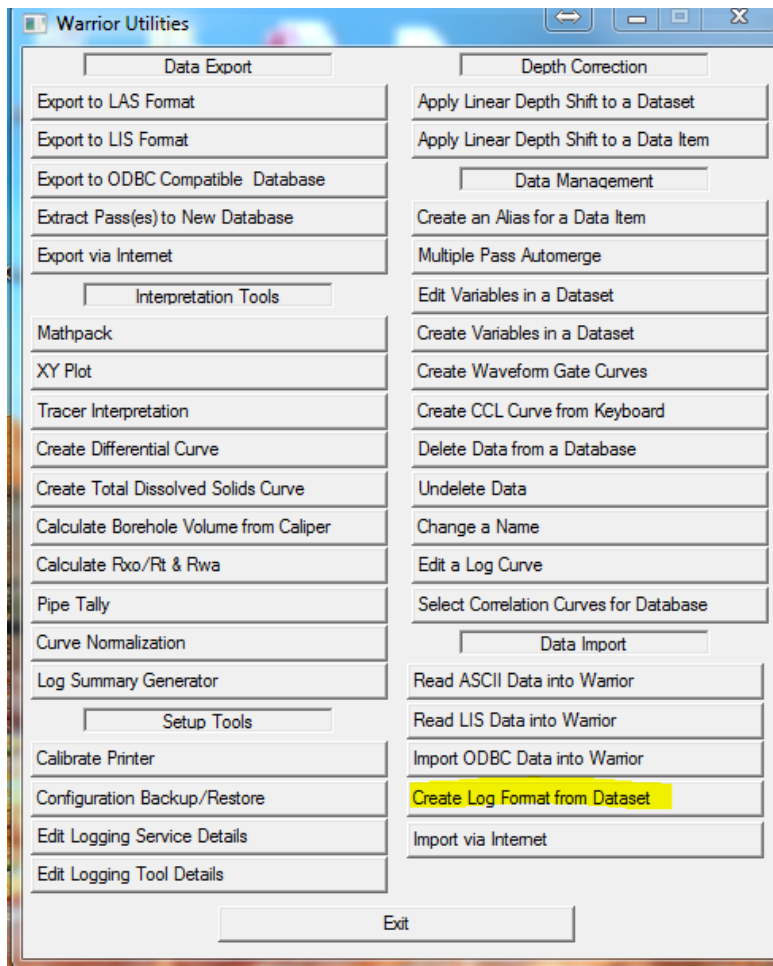 Warrior Utilities
Data Export
Export to LAS Format
Export to LIS Format
Export to ODBC Compatible Database
Extract Pass(es) to New Database
Export via Internet
Interpretation Tools
Mathpack
XY Plot
Tracer Interpretation
Create Differential Curve
Create Total Dissolved Solids Curve
Calculate Borehole Volume from Caliper
Calculate Rxo/Rt & Rwa
Pipe Tally
Curve Normalization
Log Summary Generator
Setup Tools
Calibrate Printer
Configuration Backup/Restore
Edit Logging Service Details
Edit Logging Tool Details
Depth Correction
Apply Linear Depth Shift to a Dataset
Apply Linear Depth Shift to a Data Item
Data Management
Create an Alias for a Data Item
Multiple Pass Automerge
Edit Variables in a Dataset
Create Variables in a Dataset
Create Waveform Gate Curves
Create CCL Curve from Keyboard
Delete Data from a Database
Undelete Data
Change a Name
Edit a Log Curve
Select Correlation Curves for Database
Data Import
Read ASCII Data into Warrior
Read LIS Data into Warrior
Import ODBC Data into Warrior
Create Log Format from Dataset
Import via Internet
Exit